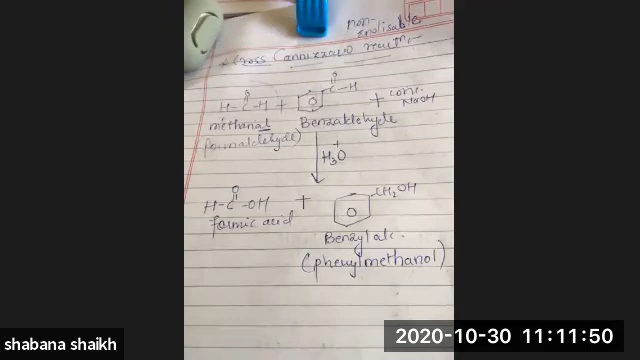 non-
enolisable
* Cross Cannizzaro reactn.
O
H-C-H + C-H + conc.
NaOH
methanal Benzaldehyde
(formaldehyde)
H3O+
O
H-C-OH + CH2OH
Formic acid
Benzyl alc.
(phenylmethanol)
shabana shaikh
2020-10-30 11:11:50